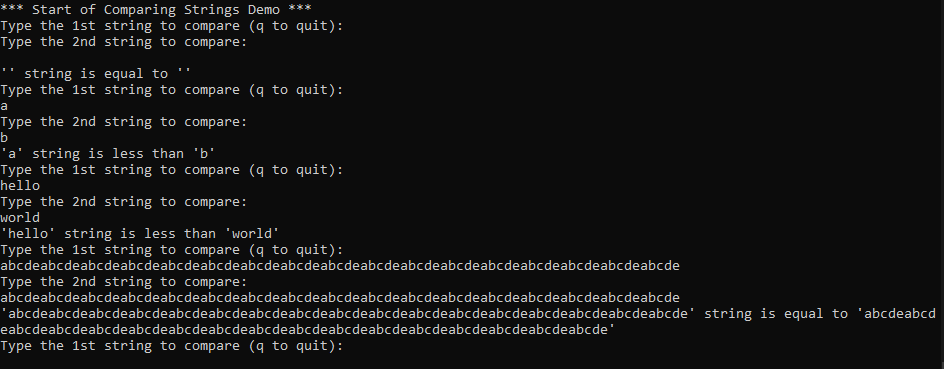 *** Start of Comparing Strings Demo ***
Type the 1st string to compare (q to quit):
Type the 2nd string to compare:
'' string is equal to ''
Type the 1st string to compare (q to quit):
a
Type the 2nd string to compare:
b
'a' string is less than 'b'
Type the 1st string to compare (q to quit):
hello
Type the 2nd string to compare:
world
'hello' string is less than 'world'
Type the 1st string to compare (q to quit):
abcdeabcdeabcdeabcdeabcdeabcdeabcdeabcdeabcdeabcdeabcdeabcdeabcdeabcdeabcdeabcdeabcde
Type the 2nd string to compare:
abcdeabcdeabcdeabcdeabcdeabcdeabcdeabcdeabcdeabcdeabcdeabcdeabcdeabcdeabcdeabcdeabcde
'abcdeabcdeabcdeabcdeabcdeabcdeabcdeabcdeabcdeabcdeabcdeabcdeabcdeabcdeabcdeabcdeabcde' string is equal to 'abcdeabcd
eabcdeabcdeabcdeabcdeabcdeabcdeabcdeabcdeabcdeabcdeabcdeabcdeabcdeabcdeabcde'
Type the 1st string to compare (q to quit):